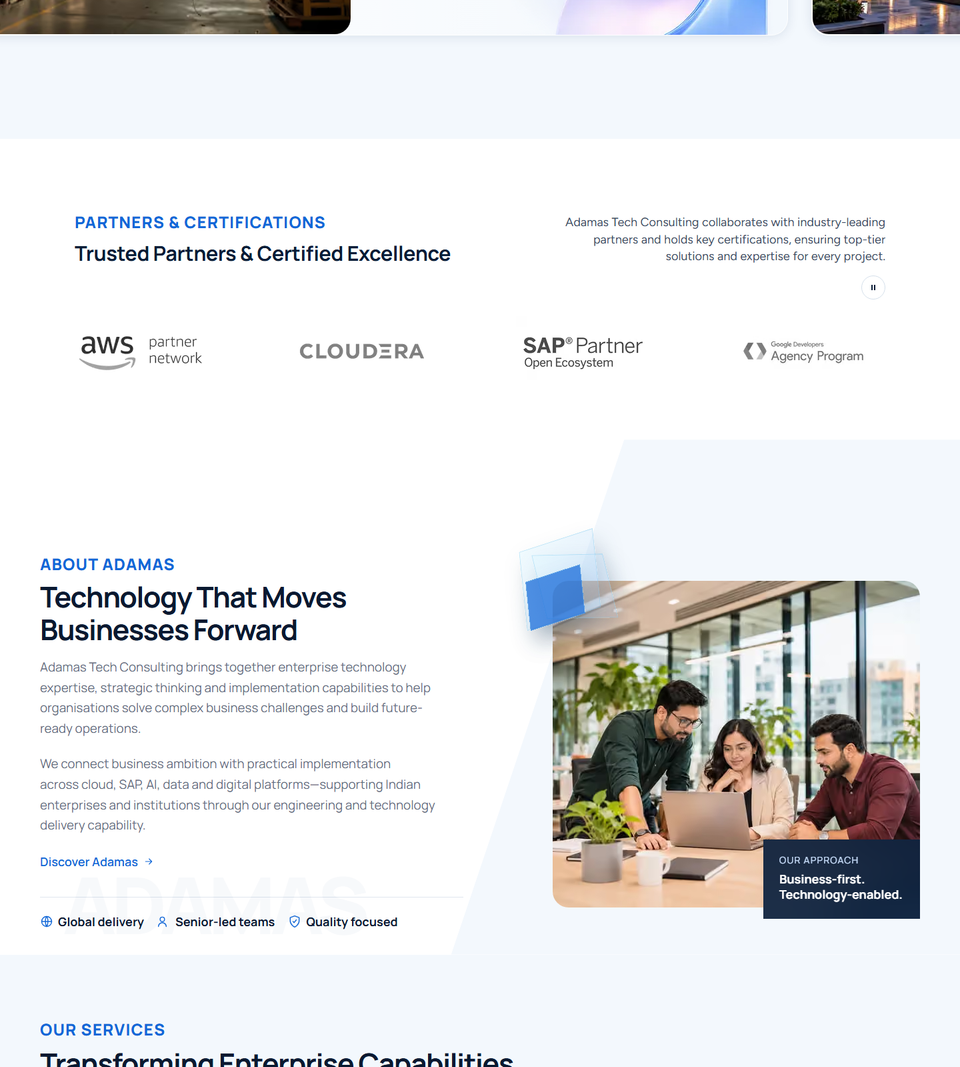 PARTNERS & CERTIFICATIONS
Trusted Partners & Certified Excellence
Adamas Tech Consulting collaborates with industry-leading
partners and holds key certifications, ensuring top-tier
solutions and expertise for every project.
aws partner
network
CLOUDERA
SAP® Partner
Open Ecosystem
Google Developers
Agency Program
ABOUT ADAMAS
Technology That Moves
Businesses Forward
Adamas Tech Consulting brings together enterprise technology
expertise, strategic thinking and implementation capabilities to help
organisations solve complex business challenges and build future-
ready operations.
We connect business ambition with practical implementation
across cloud, SAP, AI, data and digital platforms—supporting Indian
enterprises and institutions through our engineering and technology
delivery capability.
Discover Adamas →
ADAMAS
Global delivery
Senior-led teams
Quality focused
OUR APPROACH
Business-first.
Technology-enabled.
OUR SERVICES
Transforming Enterprise Capabilities